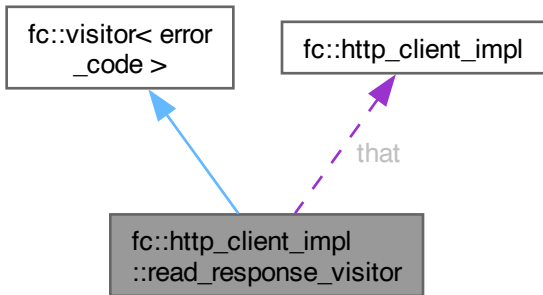 fc::visitor< error
_code >
fc::http_client_impl
that
fc::http_client_impl
::read_response_visitor